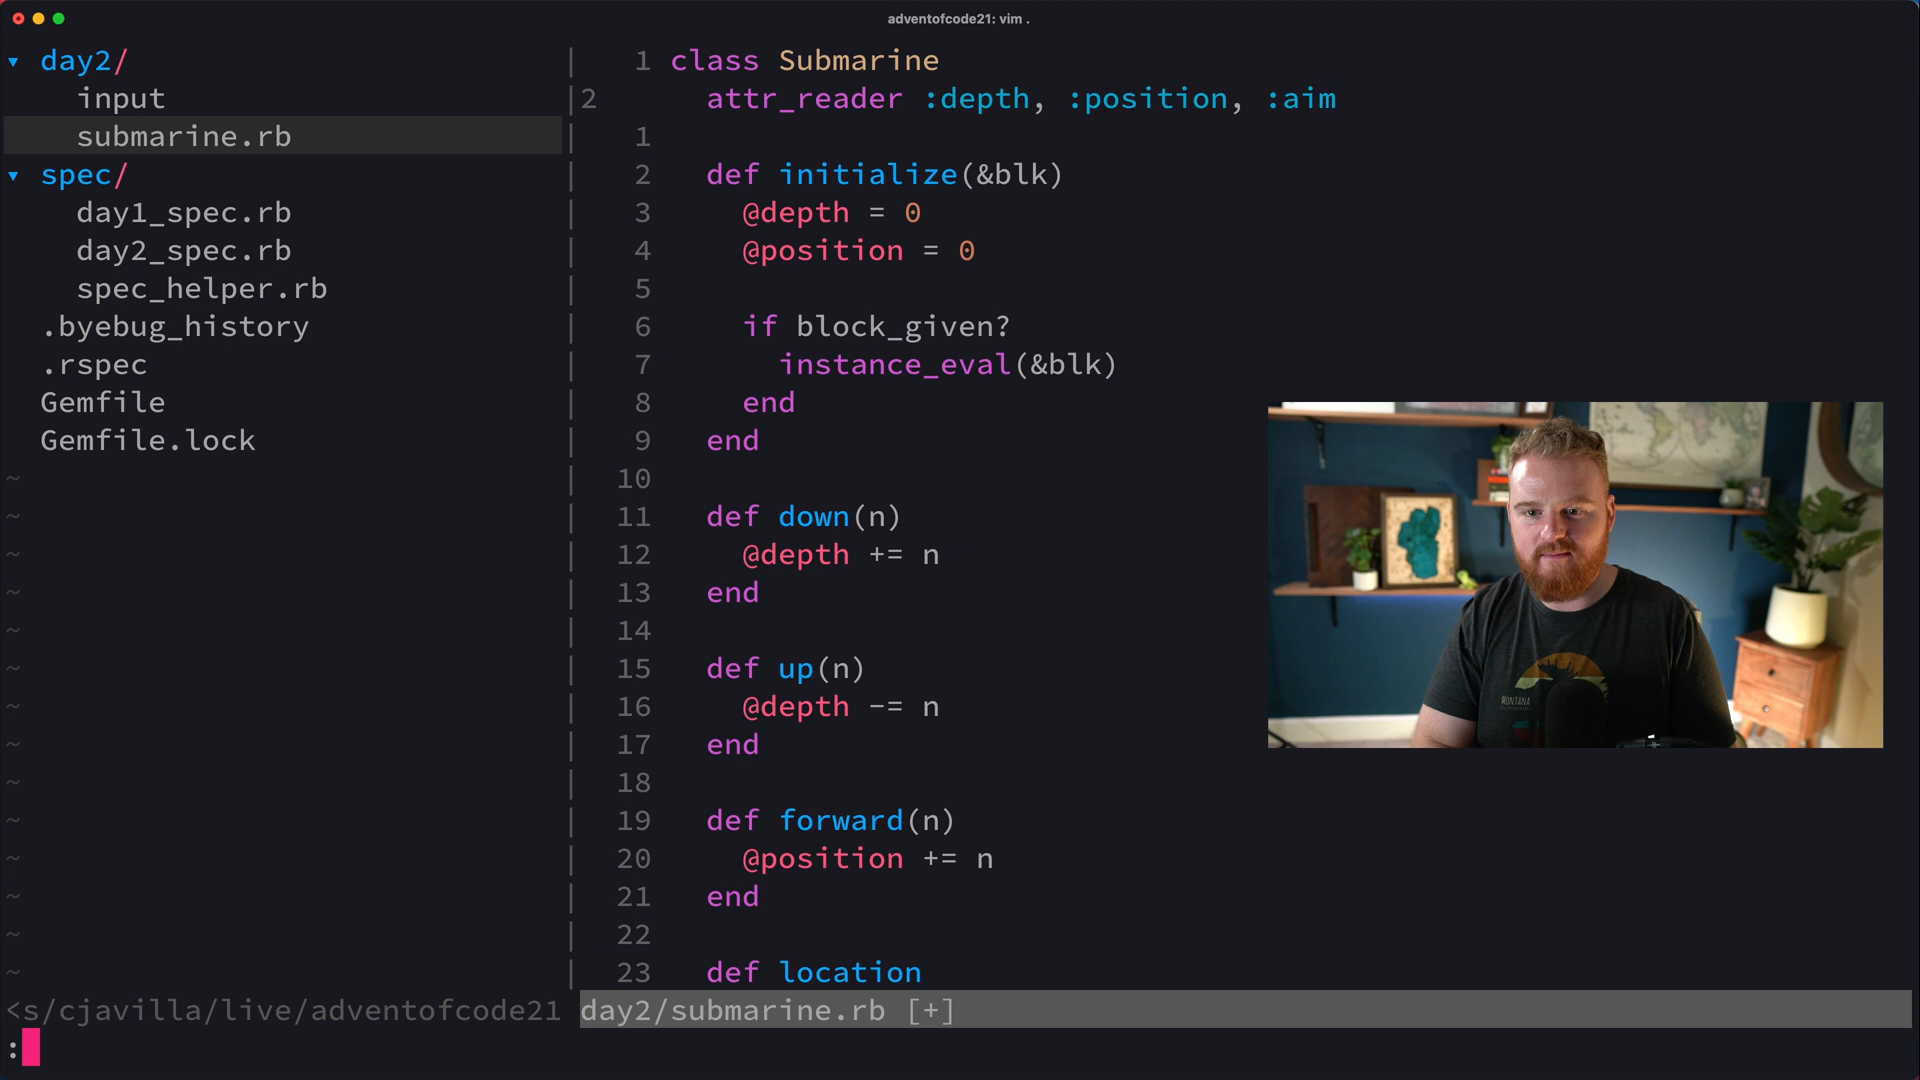 adventofcode21: vim .
▾ day2/
input
submarine.rb
▾ spec/
day1_spec.rb
day2_spec.rb
spec_helper.rb
.byebug_history
.rspec
Gemfile
Gemfile.lock
~
~
~
~
~
~
~
~
~
~
~
~
~
~
<s/cjavilla/live/adventofcode21
1 class Submarine
2 attr_reader :depth, :position, :aim
1
2 def initialize(&blk)
3 @depth = 0
4 @position = 0
5
6 if block_given?
7 instance_eval(&blk)
8 end
9 end
10
11 def down(n)
12 @depth += n
13 end
14
15 def up(n)
16 @depth -= n
17 end
18
19 def forward(n)
20 @position += n
21 end
22
23 def location
day2/submarine.rb [+]
:
MONTANA